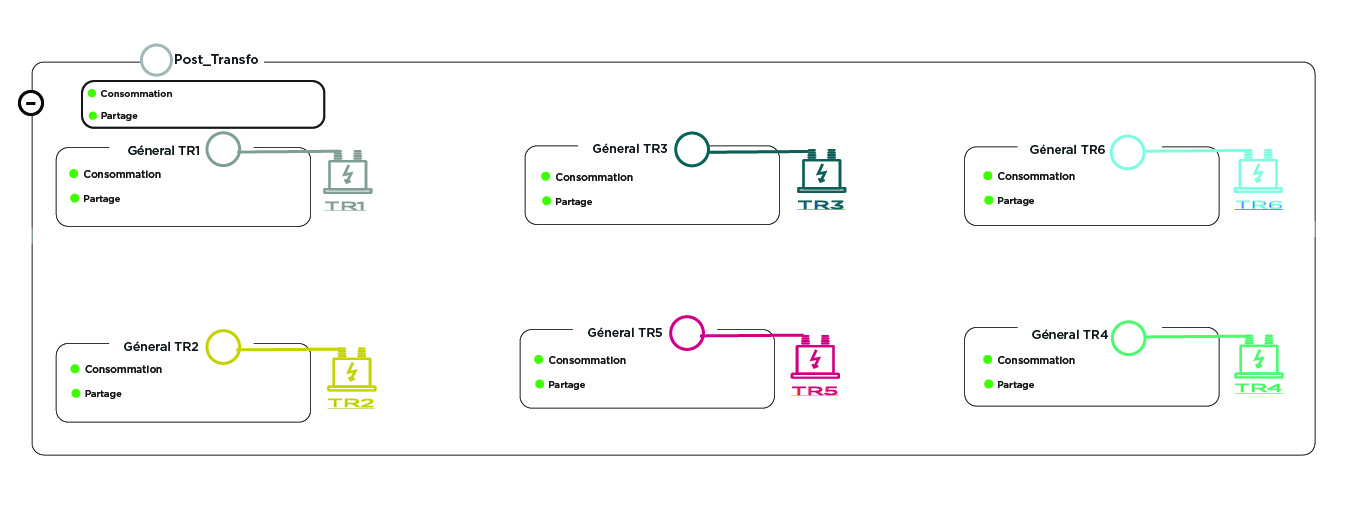 Post_Transfo
Consommation
Partage
Géneral TR1
Consommation
Partage
TR1
Géneral TR3
Consommation
Partage
TR3
Géneral TR6
Consommation
Partage
TR6
Géneral TR2
Consommation
Partage
TR2
Géneral TR5
Consommation
Partage
TR5
Géneral TR4
Consommation
Partage
TR4